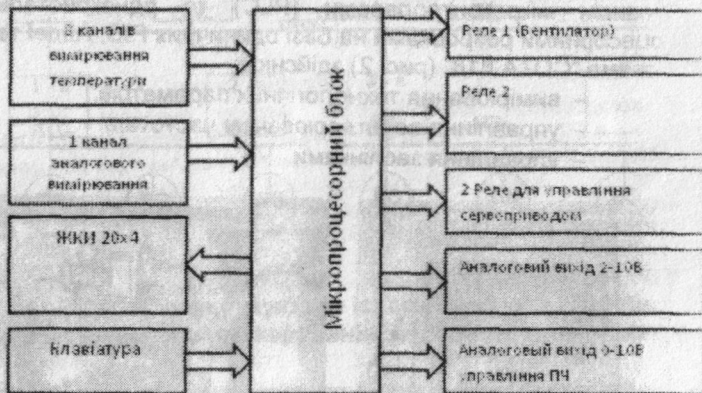 каналів
вимірювання
температури
1 канал
аналогового
вимірювання
ЖКИ 20х4
Клавіатура
Мікропроцесорний блок
Реле 1 (Вентилятор)
Реле 2
2 Реле для управління
сервоприводом
Аналоговий вихід 2-10В
Аналоговый вихід 0-10В
управління ПЧ